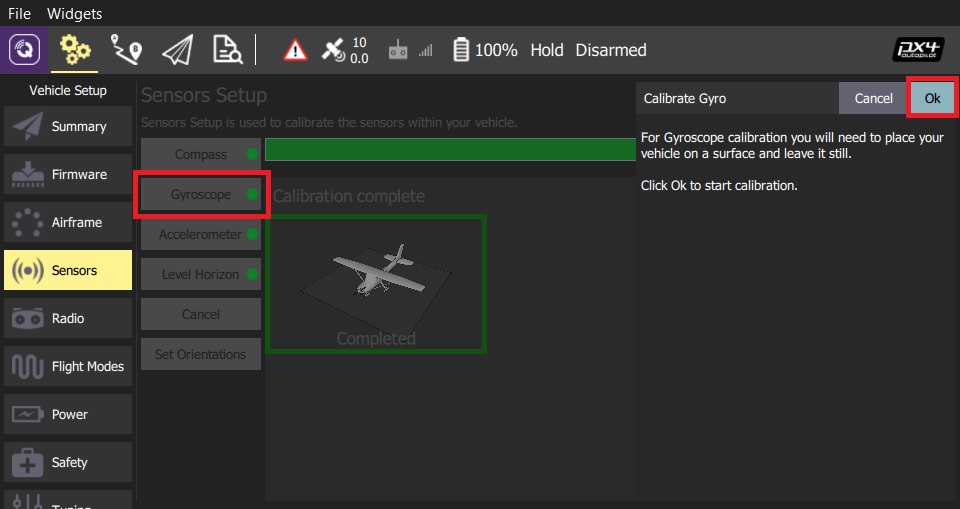 File Widgets
10
0.0
100% Hold Disarmed
px4
autopilot
Vehicle Setup
Summary
Firmware
Airframe
Sensors
Radio
Flight Modes
Power
Safety
Tuning
Sensors Setup
Sensors Setup is used to calibrate the sensors within your vehicle.
Compass
Gyroscope
Accelerometer
Level Horizon
Cancel
Set Orientations
Calibration complete
Completed
Calibrate Gyro
Cancel
Ok
For Gyroscope calibration you will need to place your
vehicle on a surface and leave it still.
Click Ok to start calibration.